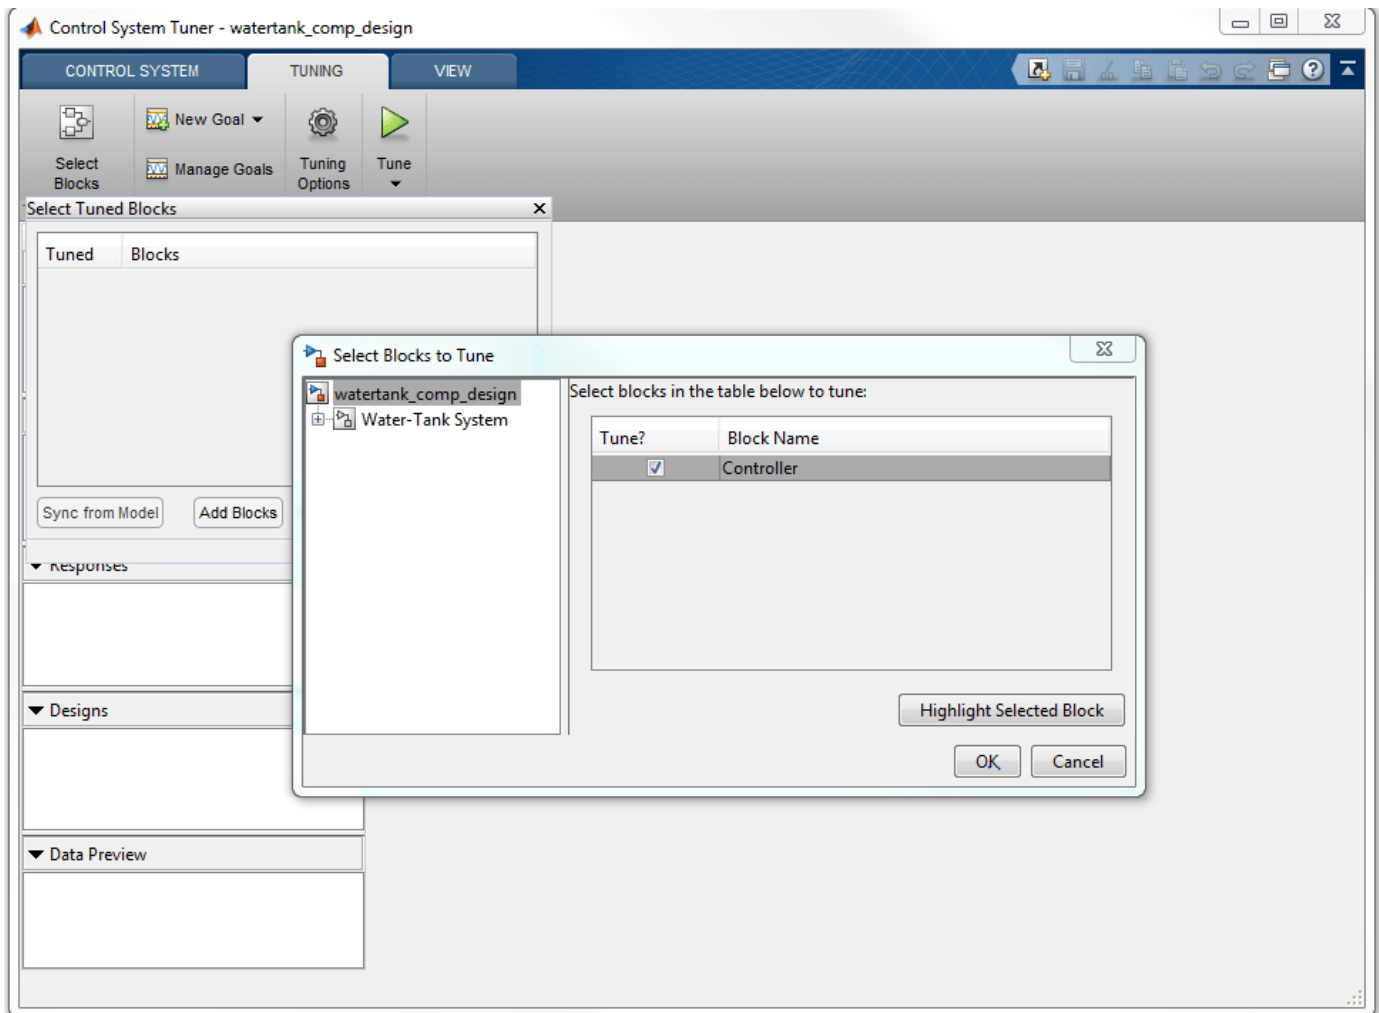 Control System Tuner - watertank_comp_design
CONTROL SYSTEM
TUNING
VIEW
Select Blocks
New Goal
Manage Goals
Tuning Options
Tune
Select Tuned Blocks
Tuned Blocks
Sync from Model Add Blocks
Responses
Designs
Data Preview
Select Blocks to Tune
watertank_comp_design
Water-Tank System
Select blocks in the table below to tune:
Tune? Block Name
Controller
Highlight Selected Block
OK Cancel